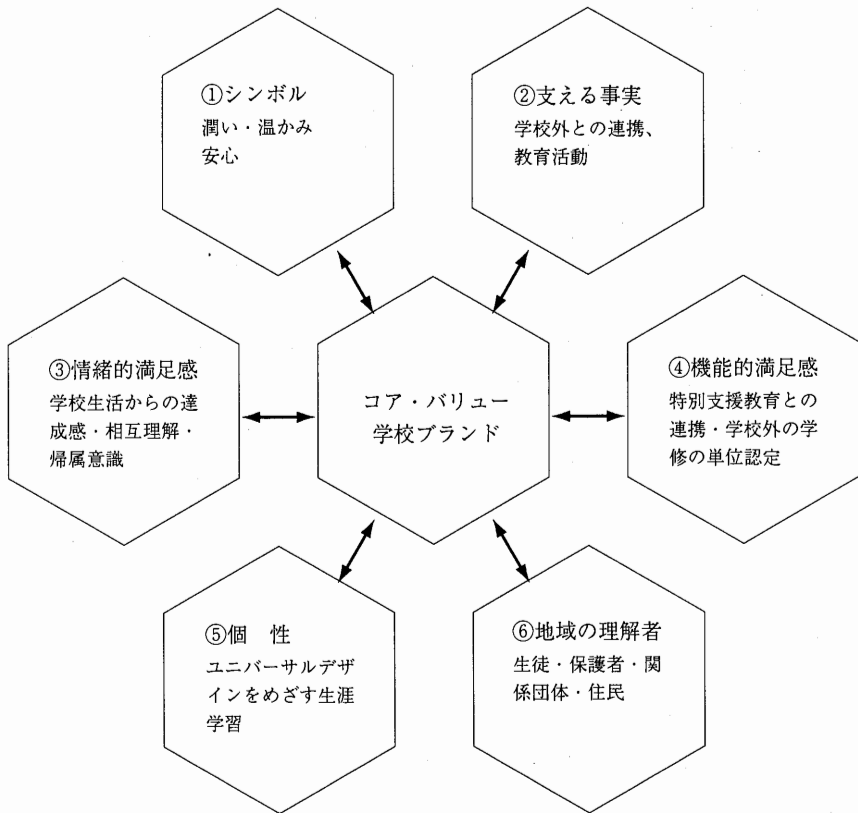 ①シンボル
潤い・温かみ
安心
②支える事実
学校外との連携、
教育活動
③情緒的満足感
学校生活からの達
成感・相互理解・
帰属意識
コア・バリュー
学校ブランド
④機能的満足感
特別支援教育との
連携・学校外の学
修の単位認定
⑤個　性
ユニバーサルデザ
インをめざす生涯
学習
⑥地域の理解者
生徒・保護者・関
係団体・住民